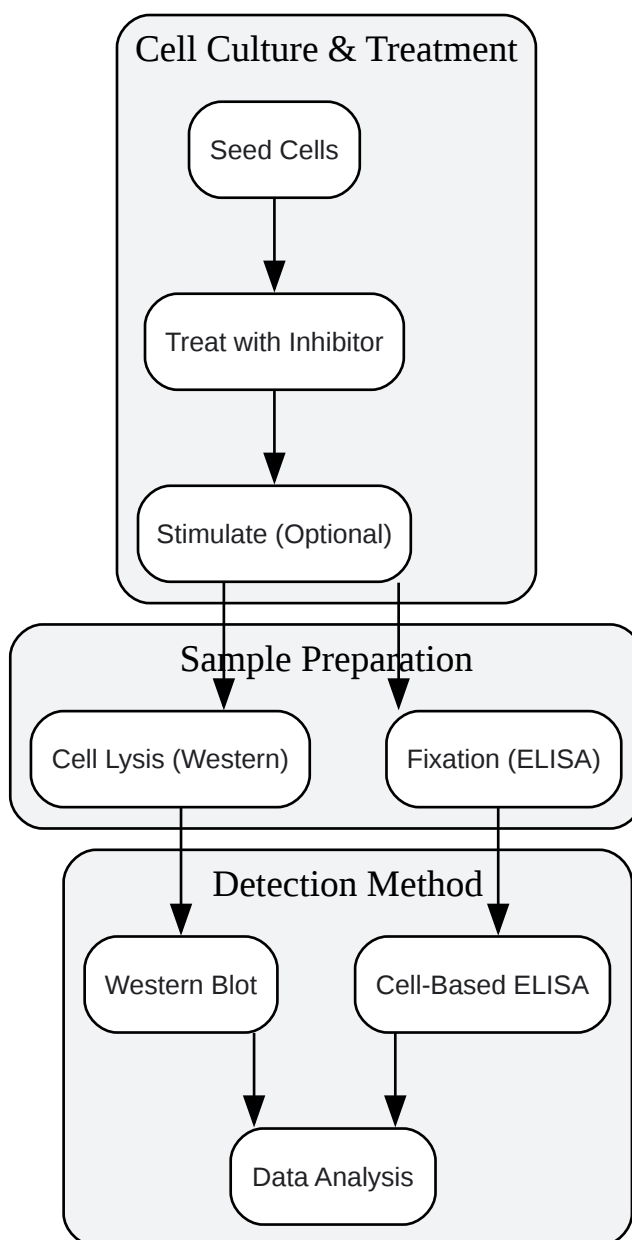 Cell Culture & Treatment
Seed Cells
Treat with Inhibitor
Stimulate (Optional)
Sample Preparation
Cell Lysis (Western)
Fixation (ELISA)
Detection Method
Western Blot
Cell-Based ELISA
Data Analysis